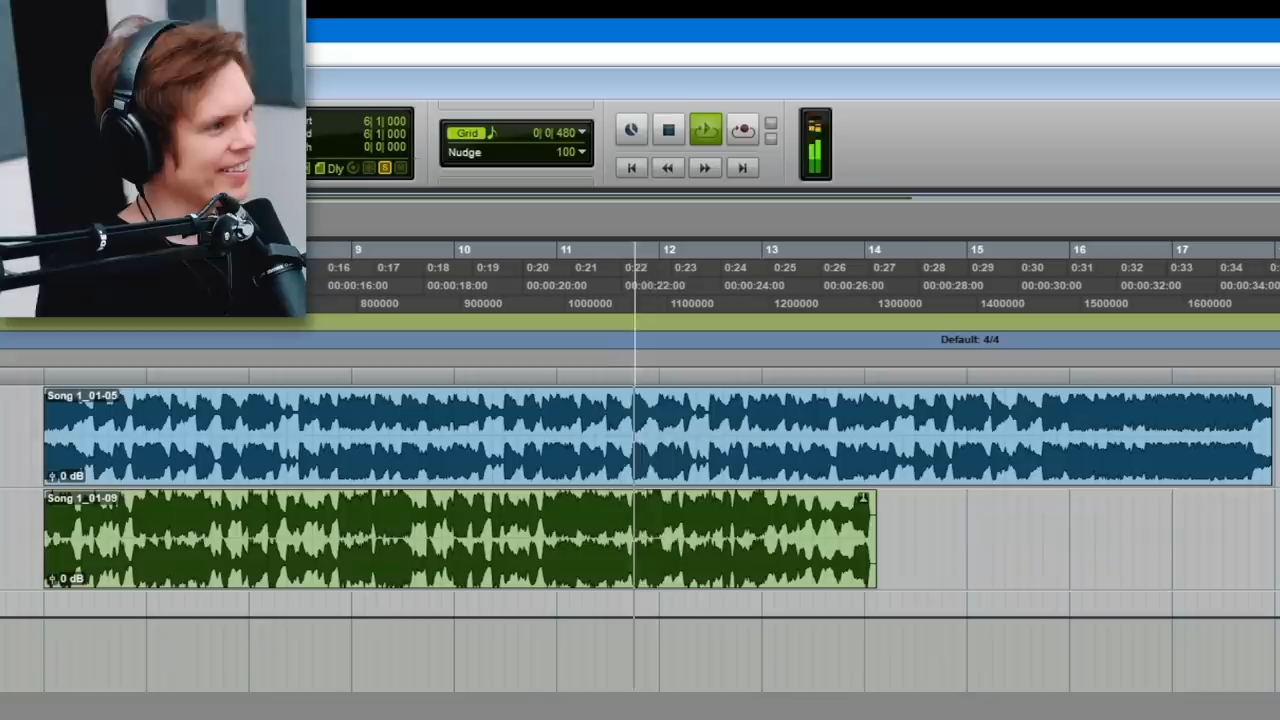 rt 6| 1| 000
d 6| 1| 000
h 0| 0| 000
Dly S M
Grid 0| 0| 480
Nudge 100
9 10 11 12 13 14 15 16 17
0:16 0:17 0:18 0:19 0:20 0:21 0:22 0:23 0:24 0:25 0:26 0:27 0:28 0:29 0:30 0:31 0:32 0:33 0:34 0:
00:00:16:00 00:00:18:00 00:00:20:00 00:00:22:00 00:00:24:00 00:00:26:00 00:00:28:00 00:00:30:00 00:00:32:00 00:00:34:00
800000 900000 1000000 1100000 1200000 1300000 1400000 1500000 1600000
Default: 4/4
Song 1_01-05
0 dB
Song 1_01-09
1
0 dB